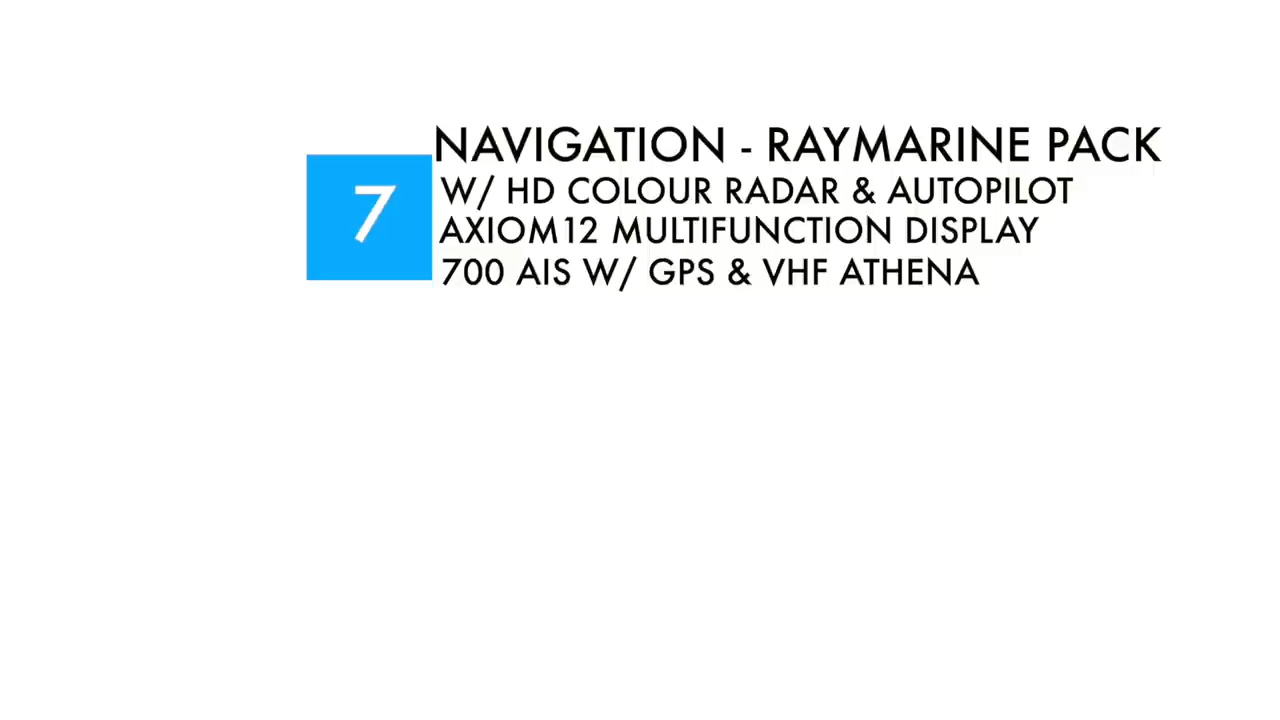 7
NAVIGATION - RAYMARINE PACK
W/ HD COLOUR RADAR & AUTOPILOT
AXIOM12 MULTIFUNCTION DISPLAY
700 AIS W/ GPS & VHF ATHENA